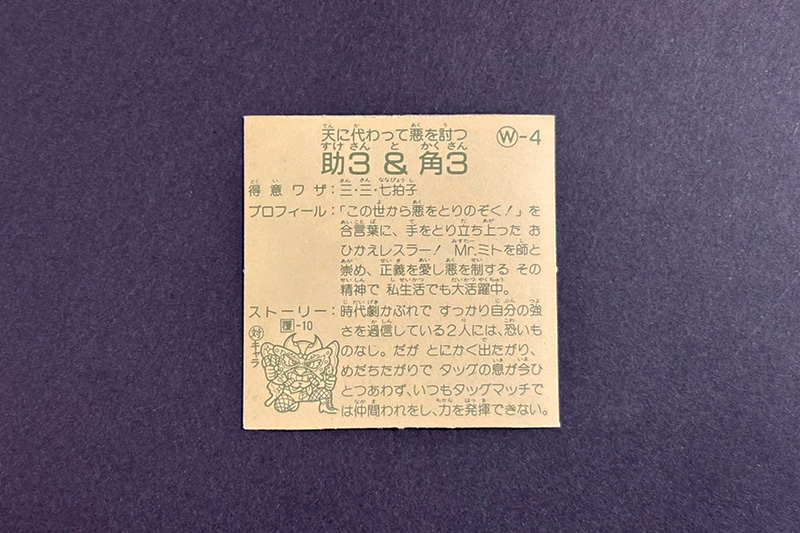 天に代わって悪を討つ Ⓦ-4
助3 & 角3
得意ワザ：三・三・七拍子
プロフィール：「この世から悪をとりのぞく！」を
合言葉に、手をとり立ち上った お
ひかえレスラー！ Mr.ミトを師と
崇め、正義を愛し悪を制する その
精神で 私生活でも大活躍中。
ストーリー：時代劇かぶれで すっかり自分の強
覆-10 さを過信している2人には、恐いも
対キャラ のなし。だが とにかく出たがり、
めだちたがりで タッグの息が今ひ
とつあわず、いつもタッグマッチで
は仲間われをし、力を発揮できない。